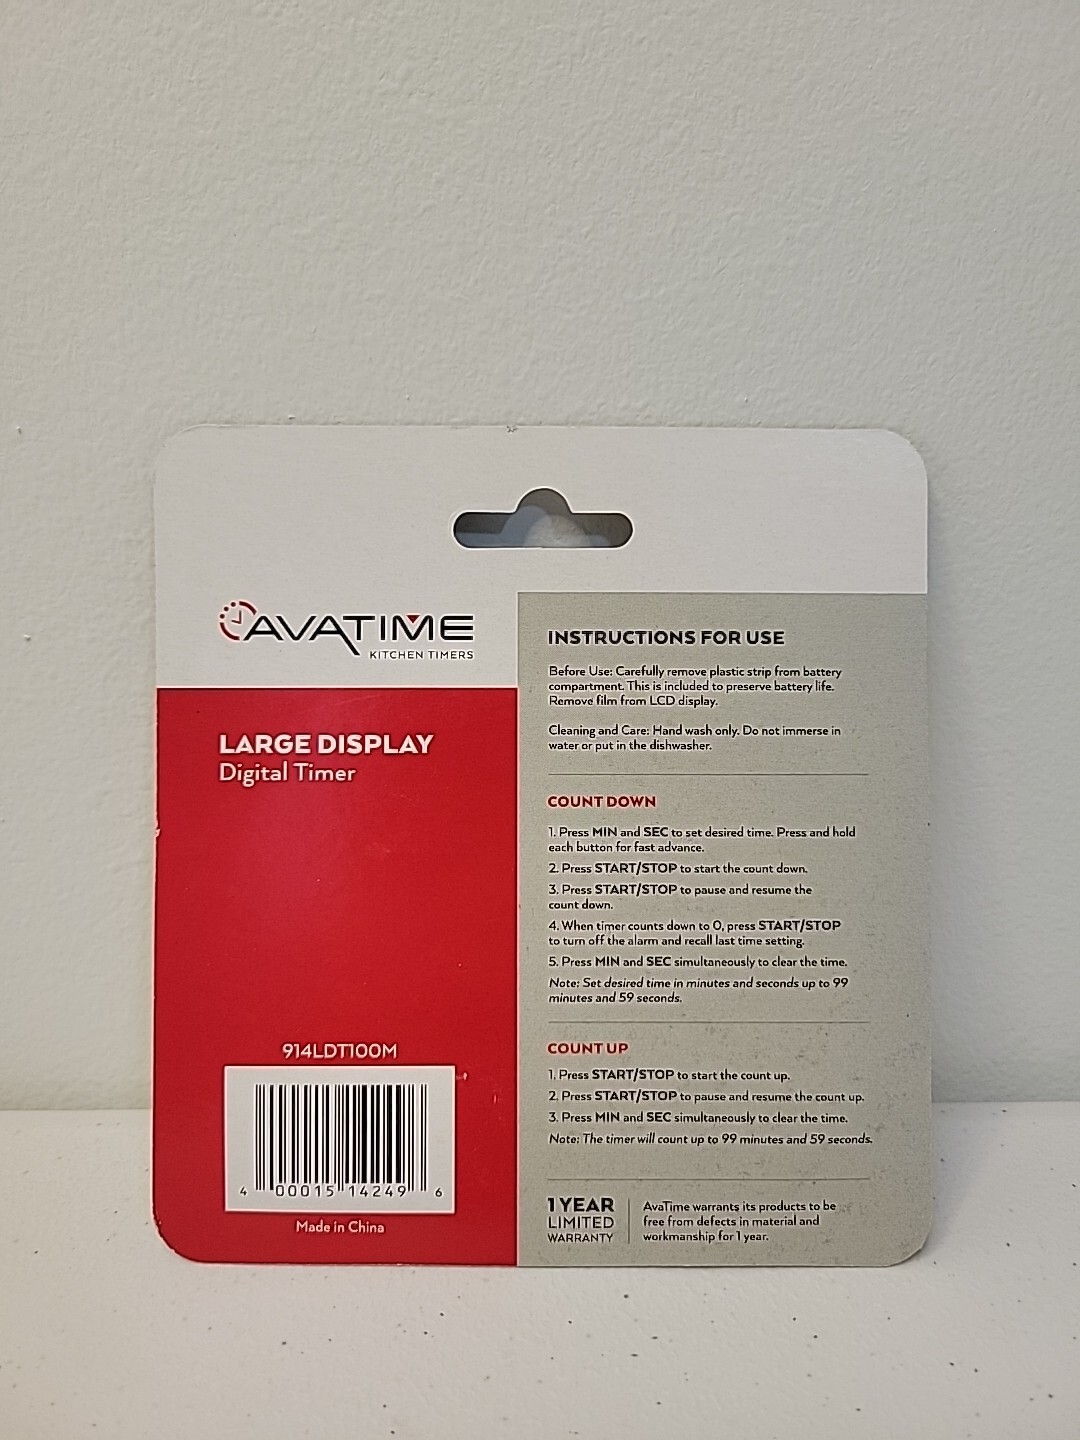 AVATIME
KITCHEN TIMERS
LARGE DISPLAY
Digital Timer
914LDT100M
4 00015 14249 6
Made in China
INSTRUCTIONS FOR USE
Before Use: Carefully remove plastic strip from battery
compartment. This is included to preserve battery life.
Remove film from LCD display.
Cleaning and Care: Hand wash only. Do not immerse in
water or put in the dishwasher.
COUNT DOWN
1. Press MIN and SEC to set desired time. Press and hold
each button for fast advance.
2. Press START/STOP to start the count down.
3. Press START/STOP to pause and resume the
count down.
4. When timer counts down to 0, press START/STOP
to turn off the alarm and recall last time setting.
5. Press MIN and SEC simultaneously to clear the time.
Note: Set desired time in minutes and seconds up to 99
minutes and 59 seconds.
COUNT UP
1. Press START/STOP to start the count up.
2. Press START/STOP to pause and resume the count up.
3. Press MIN and SEC simultaneously to clear the time.
Note: The timer will count up to 99 minutes and 59 seconds.
1 YEAR
LIMITED
WARRANTY
AvaTime warrants its products to be
free from defects in material and
workmanship for 1 year.